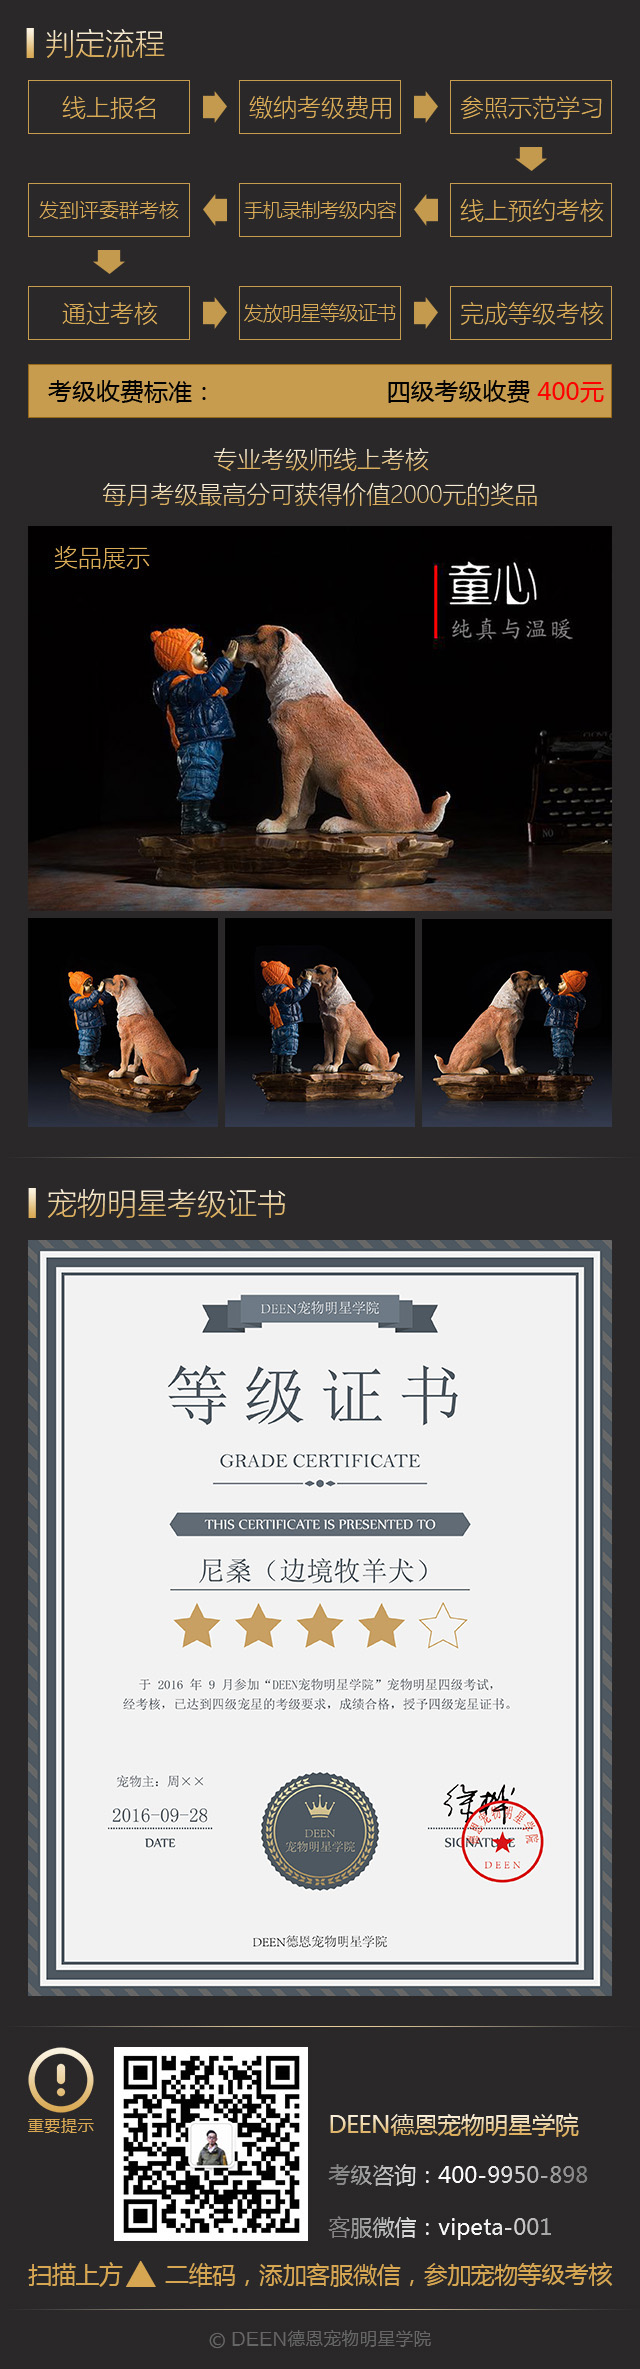 判定流程
线上报名
缴纳考级费用
参照示范学习
发到评委群考核
手机录制考级内容
线上预约考核
通过考核
发放明星等级证书
完成等级考核
考级收费标准：
四级考级收费 400元
专业考级师线上考核
每月考级最高分可获得价值2000元的奖品
奖品展示
童心
纯真与温暖
NO
宠物明星考级证书
DEEN宠物明星学院
等级证书
GRADE CERTIFICATE
THIS CERTIFICATE IS PRESENTED TO
尼桑（边境牧羊犬）
于 2016 年 9 月参加“DEEN宠物明星学院”宠物明星四级考试，
经考核，已达到四级宠星的考级要求，成绩合格，授予四级宠星证书。
宠物主：周××
2016-09-28
DATE
DEEN
宠物明星学院
SIGNATURE
DEEN
DEEN德恩宠物明星学院
重要提示
DEEN德恩宠物明星学院
考级咨询：400-9950-898
客服微信：vipeta-001
扫描上方▲二维码，添加客服微信，参加宠物等级考核
© DEEN德恩宠物明星学院